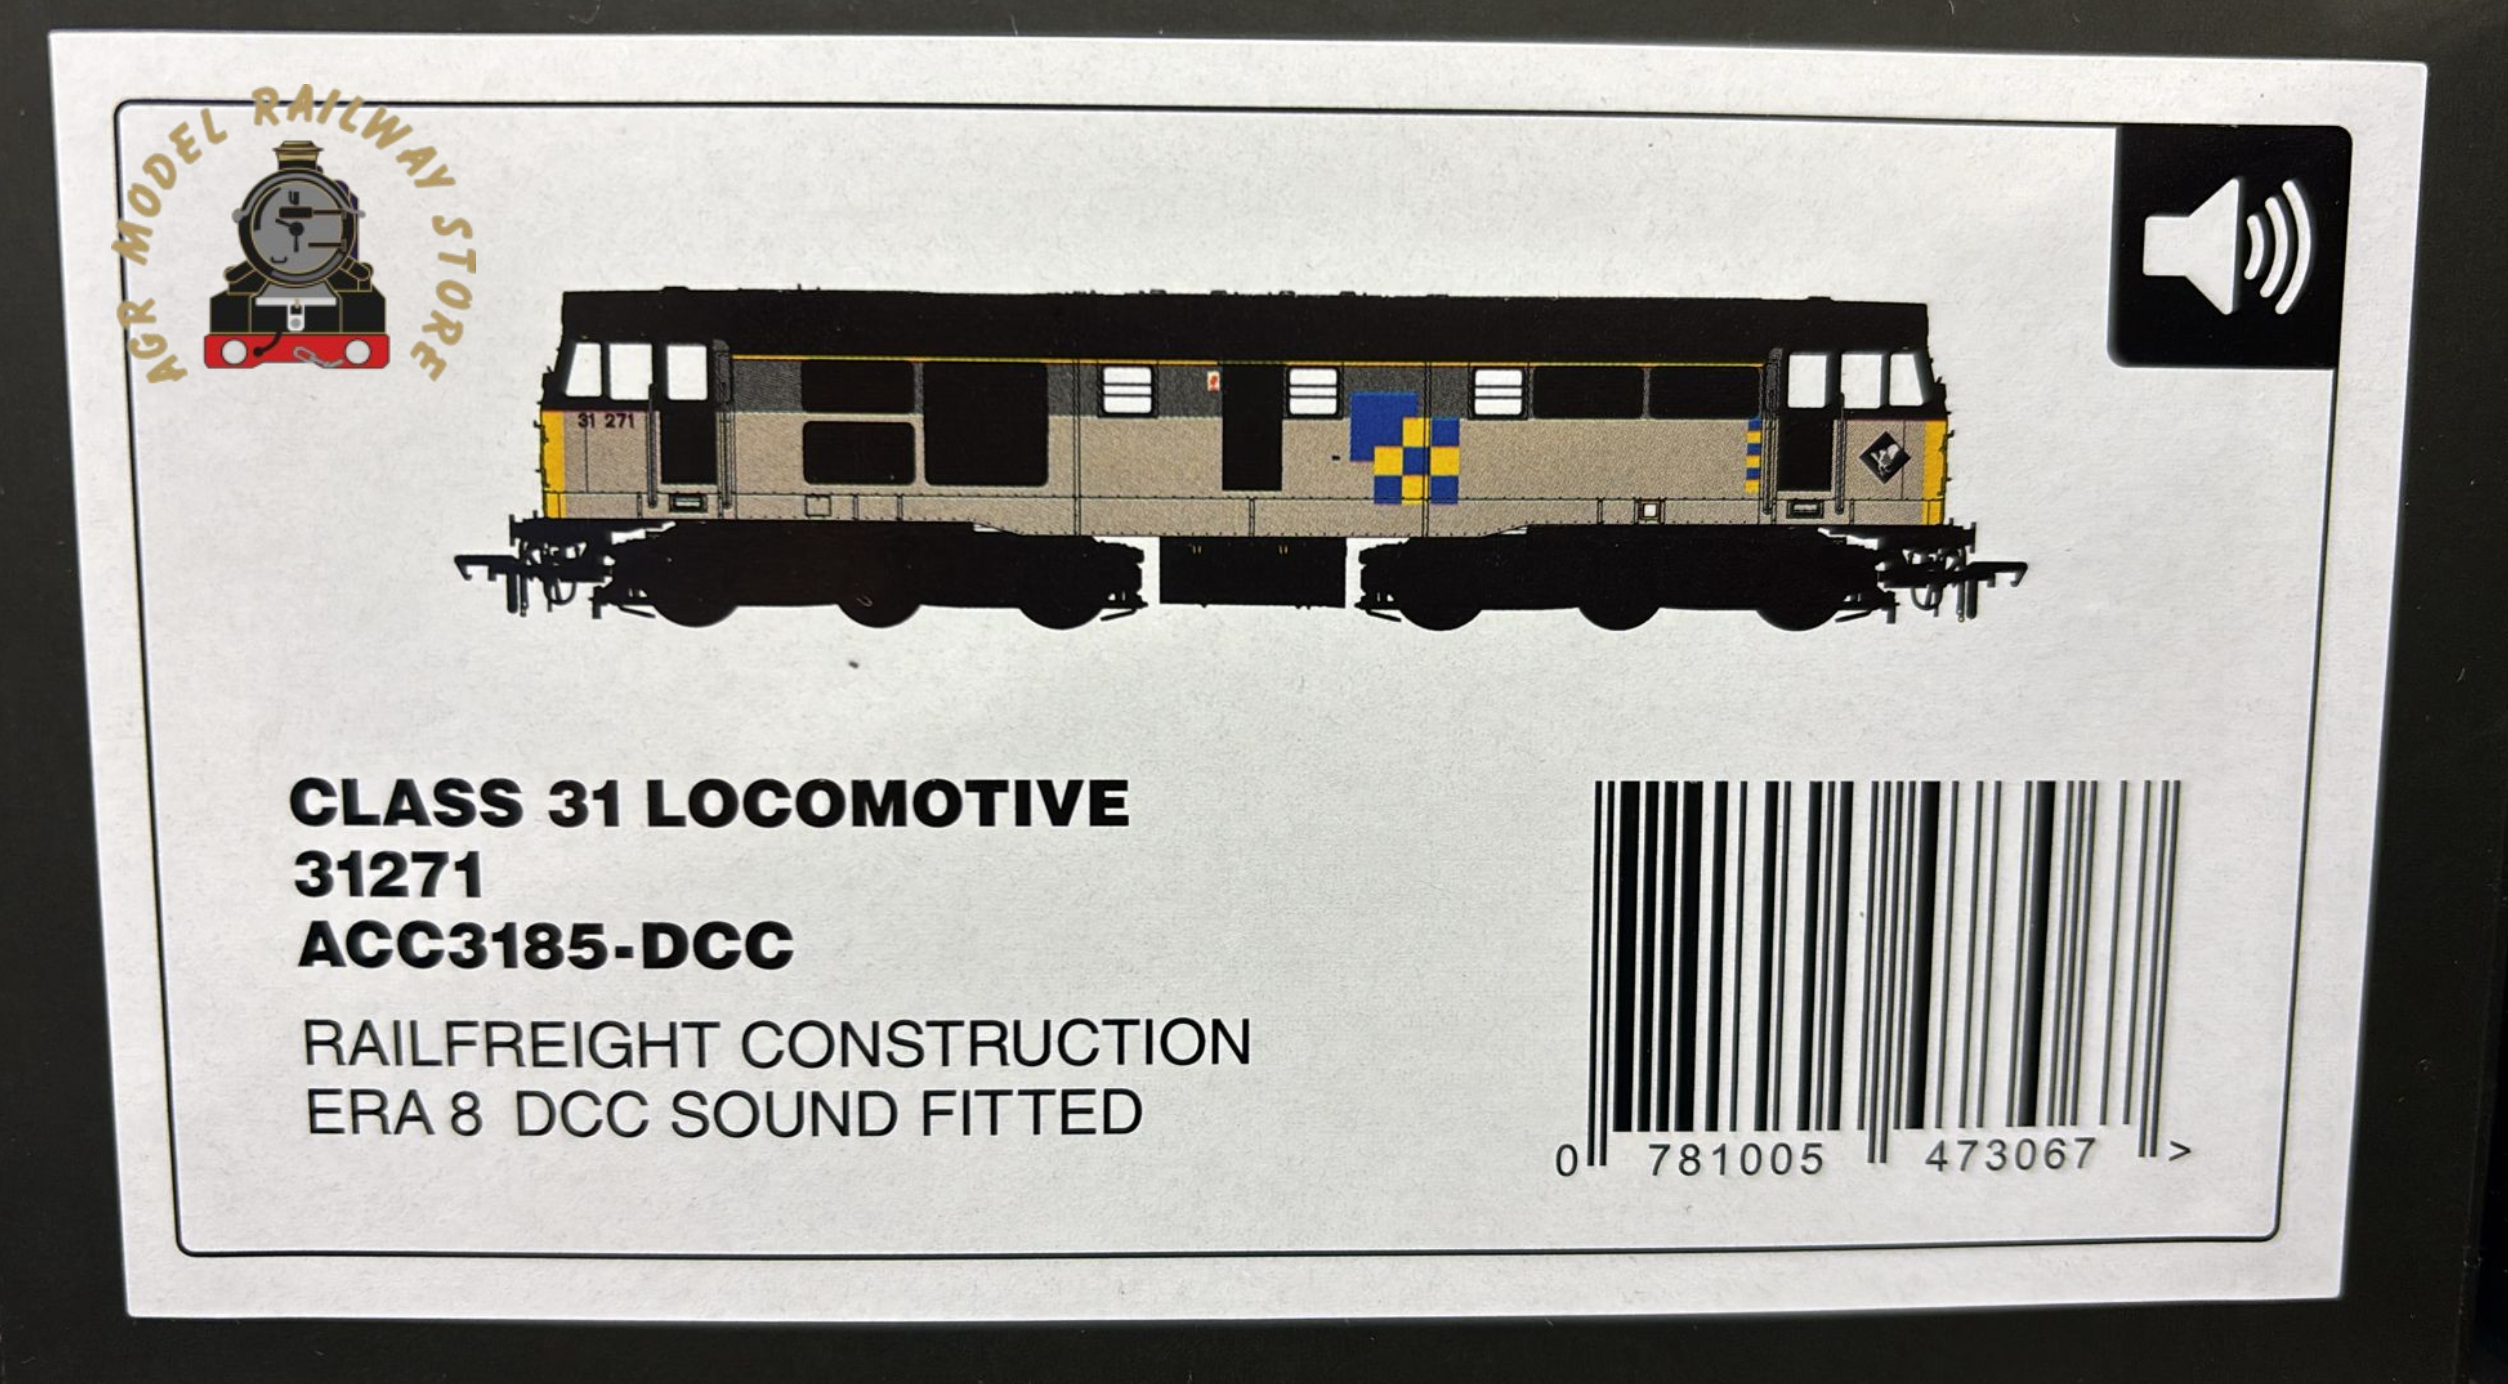 AGR MODEL RAILWAY STORE
31 271
CLASS 31 LOCOMOTIVE
31271
ACC3185-DCC
RAILFREIGHT CONSTRUCTION
ERA 8 DCC SOUND FITTED
0 781005 473067 >